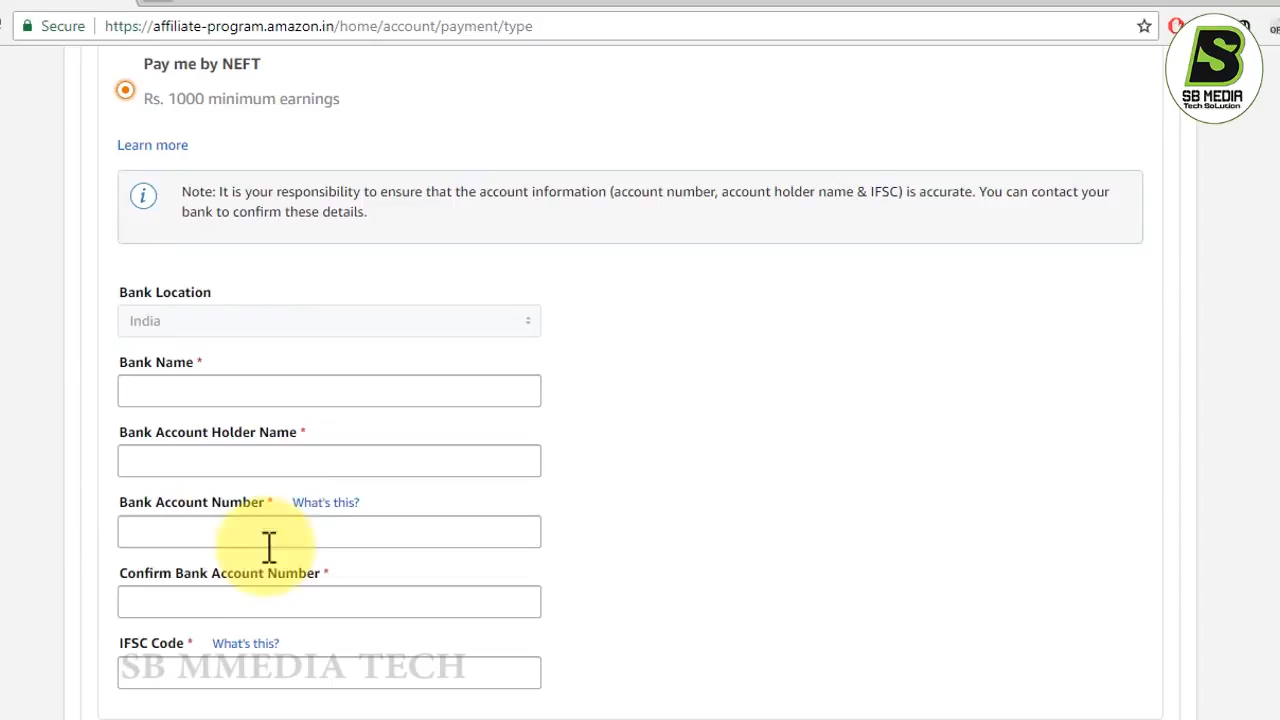 Secure
https://affiliate-program.amazon.in/home/account/payment/type
SB MEDIA
Tech Solution
Pay me by NEFT
Rs. 1000 minimum earnings
Learn more
Note: It is your responsibility to ensure that the account information (account number, account holder name & IFSC) is accurate. You can contact your
bank to confirm these details.
Bank Location
India
Bank Name *
Bank Account Holder Name *
Bank Account Number * What's this?
Confirm Bank Account Number *
IFSC Code * What's this?
SB MMEDIA TECH